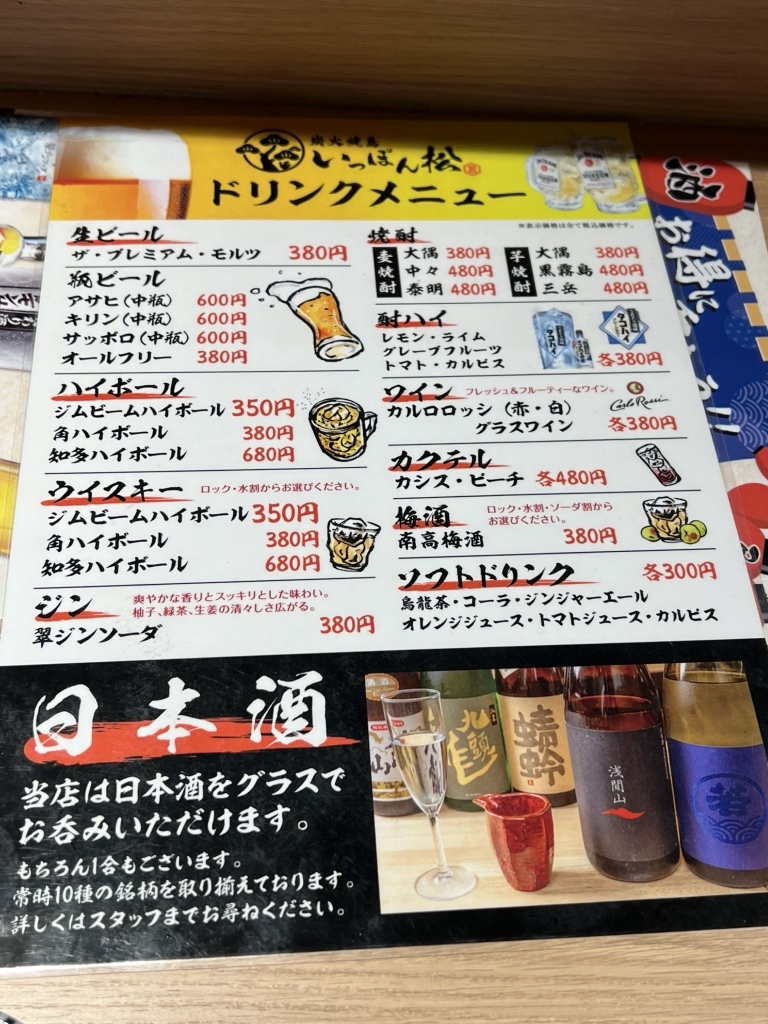 炭火焼鳥
いっぽん松
ドリンクメニュー
※表示価格は全て税込価格です。
生ビール
ザ・プレミアム・モルツ 380円
瓶ビール
アサヒ(中瓶) 600円
キリン(中瓶) 600円
サッポロ(中瓶) 600円
オールフリー 380円
ハイボール
ジムビームハイボール 350円
角ハイボール 380円
知多ハイボール 680円
ウイスキー ロック・水割からお選びください。
ジムビームハイボール 350円
角ハイボール 380円
知多ハイボール 680円
ジン 爽やかな香りとスッキリとした味わい。
柚子、緑茶、生姜の清々しさ広がる。
翠ジンソーダ 380円
焼酎
麦焼酎
大隅 380円
中々 480円
泰明 480円
芋焼酎
大隅 380円
黒霧島 480円
三岳 480円
酎ハイ
レモン・ライム
グレープフルーツ
トマト・カルピス
各380円
ワイン フレッシュ&フルーティーなワイン。
Carlo Rossi
カルロロッシ(赤・白)
グラスワイン 各380円
カクテル
カシス・ピーチ 各480円
梅酒 ロック・水割・ソーダ割から
お選びください。
南高梅酒 380円
ソフトドリンク 各300円
烏龍茶・コーラ・ジンジャーエール
オレンジジュース・トマトジュース・カルピス
日本酒
当店は日本酒をグラスで
お呑みいただけます。
もちろん1合もございます。
常時10種の銘柄を取り揃えております。
詳しくはスタッフまでお尋ねください。
九頭
蜻蛉
浅間山
若
酒
お得に